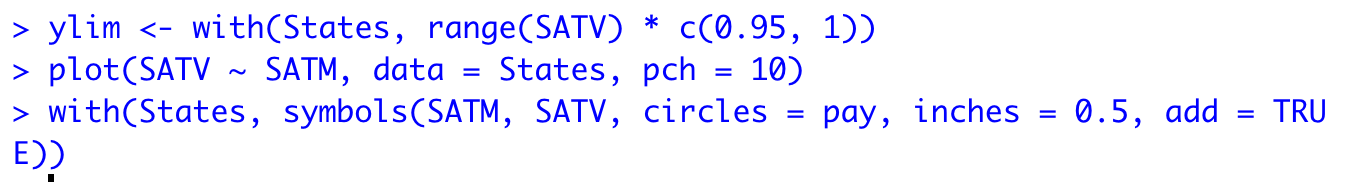 > ylim <- with(States, range(SATV) * c(0.95, 1))
> plot(SATV ~ SATM, data = States, pch = 10)
> with(States, symbols(SATM, SATV, circles = pay, inches = 0.5, add = TRU
E))